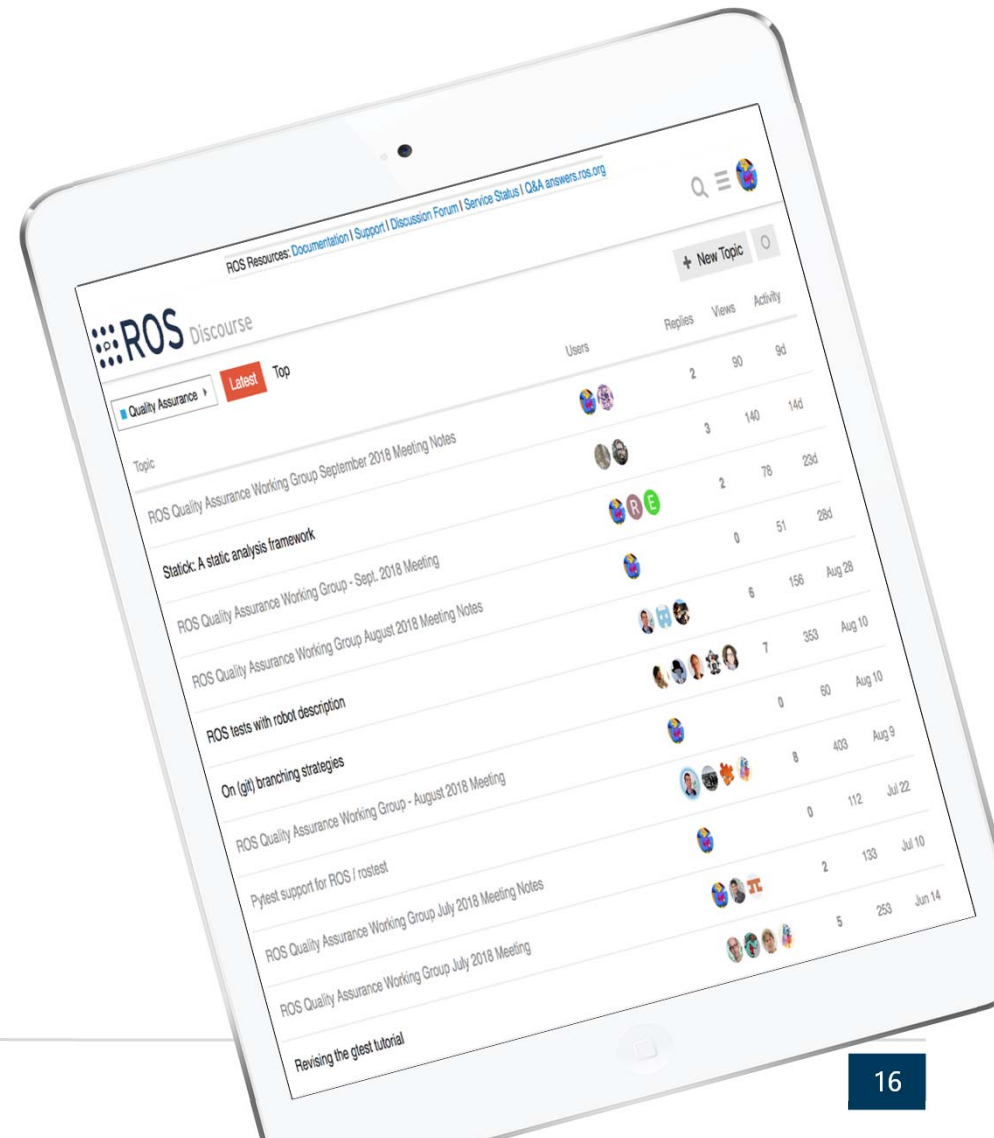 ROS Resources: Documentation | Support | Discussion Forum | Service Status | Q&A answers.ros.org
ROS Discourse
+ New Topic
Quality Assurance Latest Top
Topic Users Replies Views Activity
ROS Quality Assurance Working Group September 2018 Meeting Notes 2 90 9d
Statick: A static analysis framework 3 140 14d
ROS Quality Assurance Working Group - Sept. 2018 Meeting R E 2 78 23d
ROS Quality Assurance Working Group August 2018 Meeting Notes 0 51 28d
ROS tests with robot description 6 156 Aug 28
On (git) branching strategies 7 353 Aug 10
ROS Quality Assurance Working Group - August 2018 Meeting 0 60 Aug 10
Pytest support for ROS / rostest 8 403 Aug 9
ROS Quality Assurance Working Group July 2018 Meeting Notes 0 112 Jul 22
ROS Quality Assurance Working Group July 2018 Meeting 2 133 Jul 10
Revising the gtest tutorial 5 253 Jun 14
16